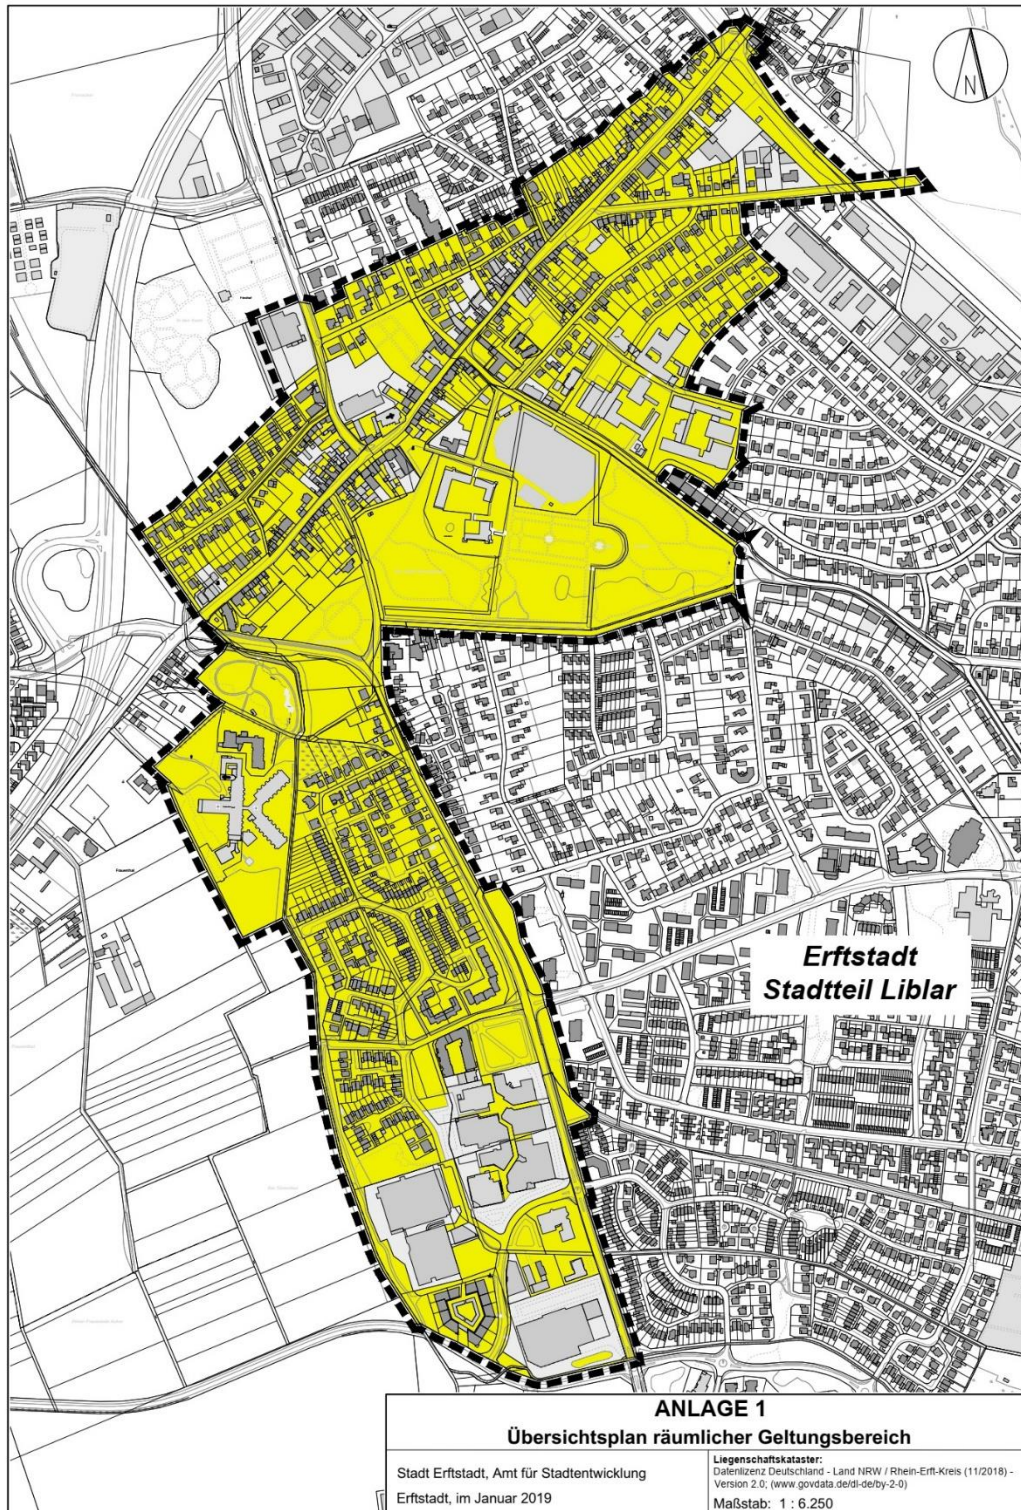 N
Friedhof
Frauenthal
Erftstadt
Stadtteil Liblar
ANLAGE 1
Übersichtsplan räumlicher Geltungsbereich
Stadt Erftstadt, Amt für Stadtentwicklung
Erftstadt, im Januar 2019
Liegenschaftskataster:
Datenlizenz Deutschland - Land NRW / Rhein-Erft-Kreis (11/2018) -
Version 2.0; (www.govdata.de/dl-de/by-2-0)
Maßstab: 1 : 6.250